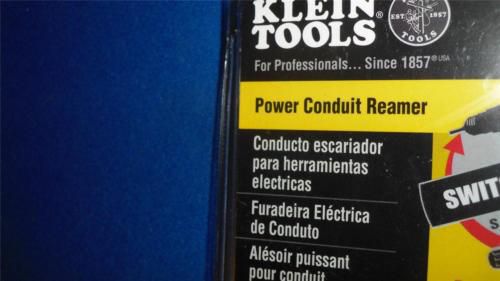 KLEIN
TOOLS®
EST. 1857
TOOLS
For Professionals... Since 1857®USA
Power Conduit Reamer
Conducto escariador
para herramientas
electricas
Furadeira Eléctrica
de Conduto
Alésoir puissant
pour conduit